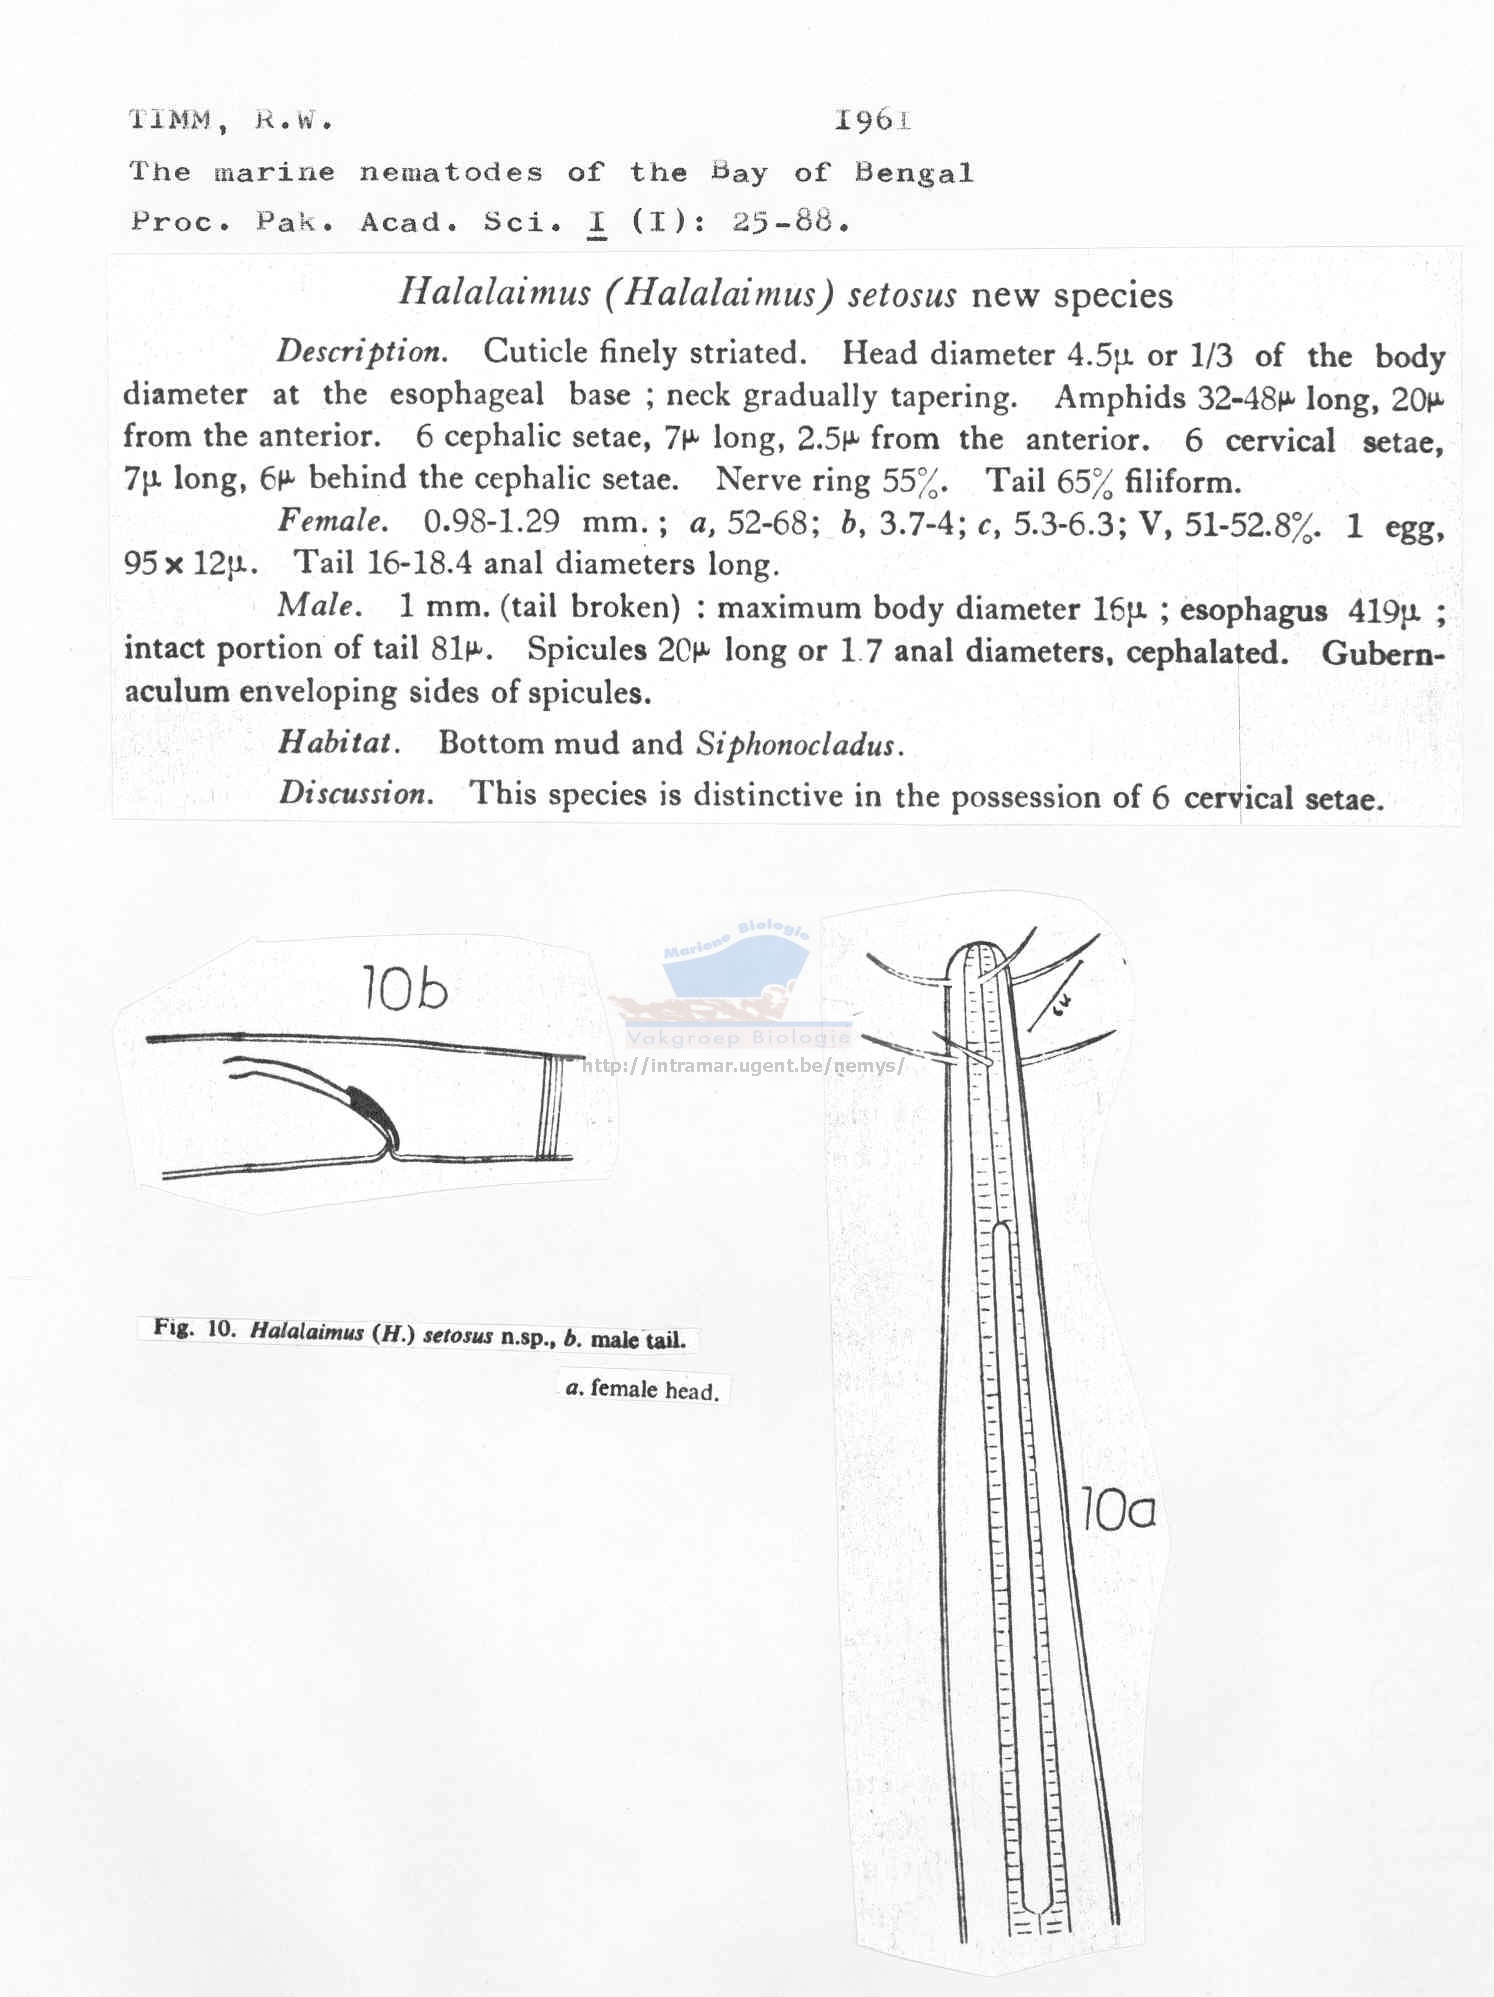 TIMM, R.W. 1961
The marine nematodes of the Bay of Bengal
Proc. Pak. Acad. Sci. I (I): 25-88.
Halalaimus (Halalaimus) setosus new species
Description. Cuticle finely striated. Head diameter 4.5μ or 1/3 of the body
diameter at the esophageal base ; neck gradually tapering. Amphids 32-48μ long, 20μ
from the anterior. 6 cephalic setae, 7μ long, 2.5μ from the anterior. 6 cervical setae,
7μ long, 6μ behind the cephalic setae. Nerve ring 55%. Tail 65% filiform.
Female. 0.98-1.29 mm. ; a, 52-68; b, 3.7-4; c, 5.3-6.3; V, 51-52.8%. 1 egg,
95 x 12μ. Tail 16-18.4 anal diameters long.
Male. 1 mm. (tail broken) : maximum body diameter 16μ ; esophagus 419μ ;
intact portion of tail 81μ. Spicules 20μ long or 1.7 anal diameters, cephalated. Gubern-
aculum enveloping sides of spicules.
Habitat. Bottom mud and Siphonocladus.
Discussion. This species is distinctive in the possession of 6 cervical setae.
10b
Mariene Biologie
Vakgroep Biologie
http://intramar.ugent.be/nemys/
Fig. 10. Halalaimus (H.) setosus n.sp., b. male tail.
a. female head.
10a